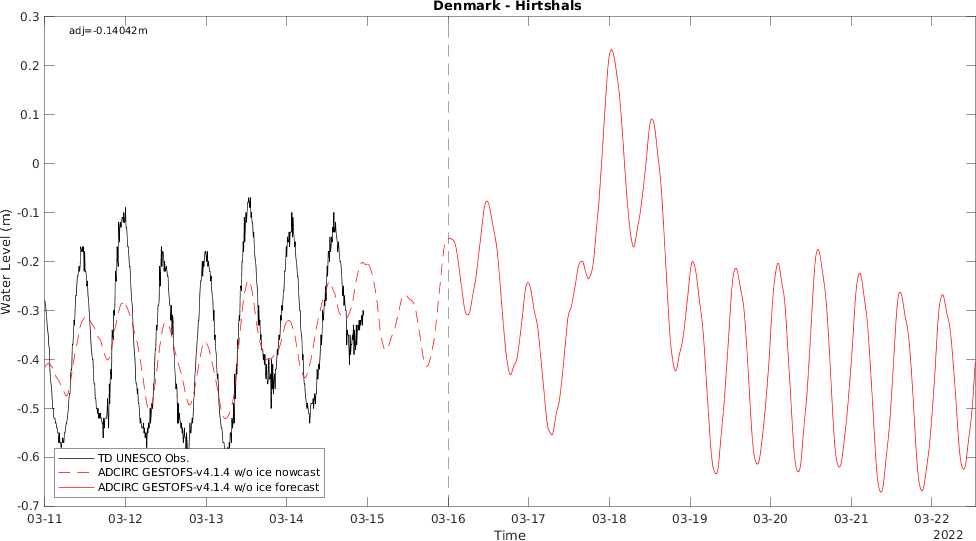 Denmark - Hirtshals
adj=-0.14042m
0.3
0.2
0.1
0
-0.1
-0.2
-0.3
-0.4
-0.5
-0.6
-0.7
Water Level (m)
TD UNESCO Obs.
ADCIRC GESTOFS-v4.1.4 w/o ice nowcast
ADCIRC GESTOFS-v4.1.4 w/o ice forecast
03-11 03-12 03-13 03-14 03-15 03-16 03-17 03-18 03-19 03-20 03-21 03-22
Time
2022